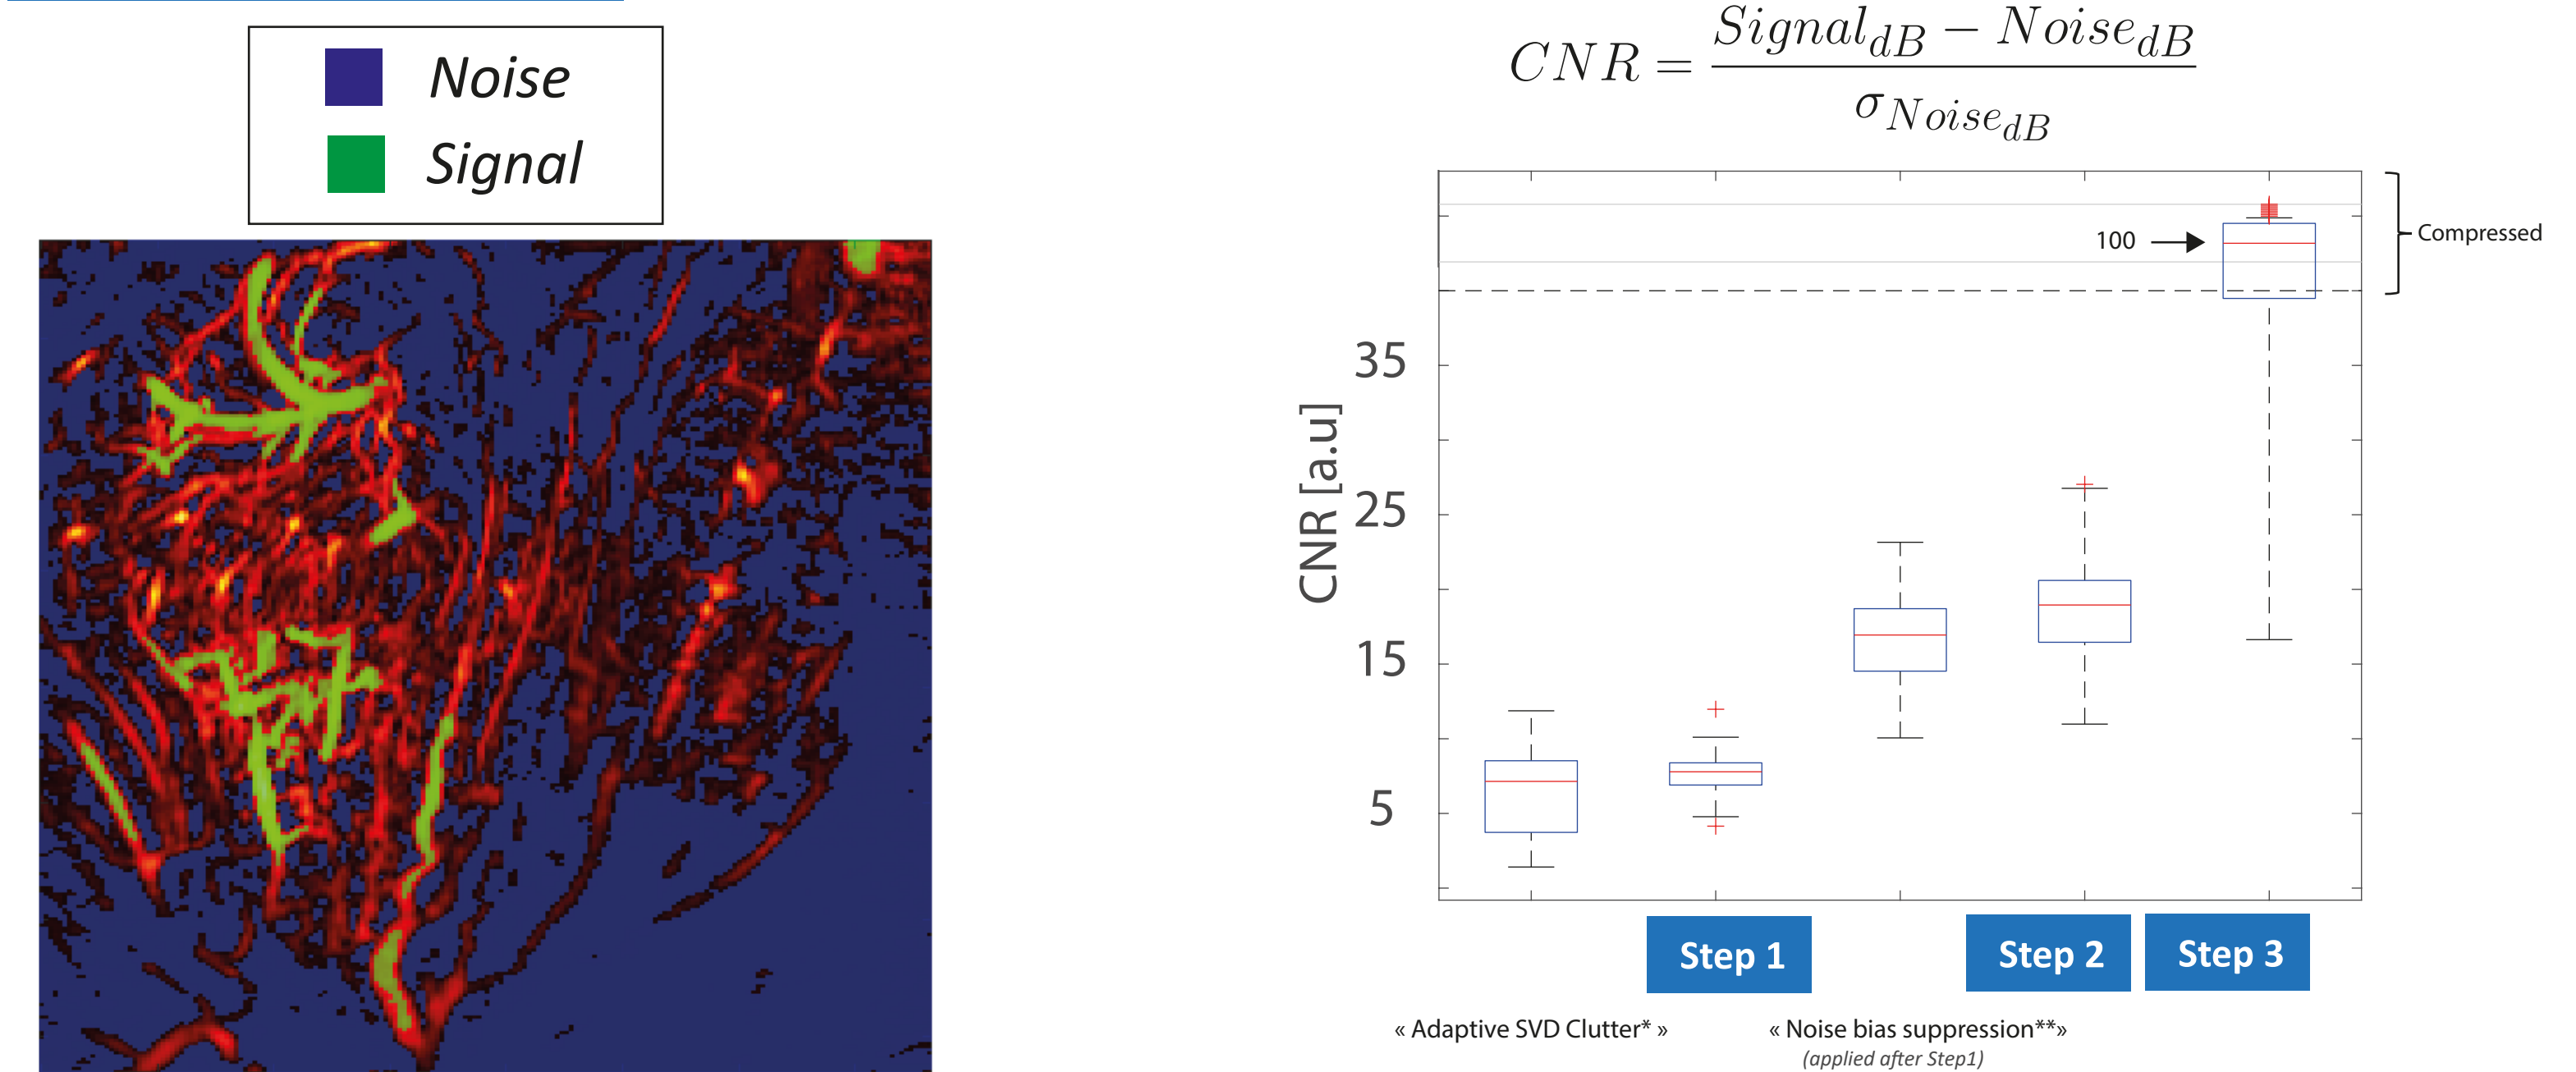 Noise
Signal
CNR = Signal_dB − Noise_dB / σ_Noise_dB
100
Compressed
CNR [a.u]
35
25
15
5
Step 1
Step 2
Step 3
« Adaptive SVD Clutter* »
« Noise bias suppression**»
(applied after Step1)